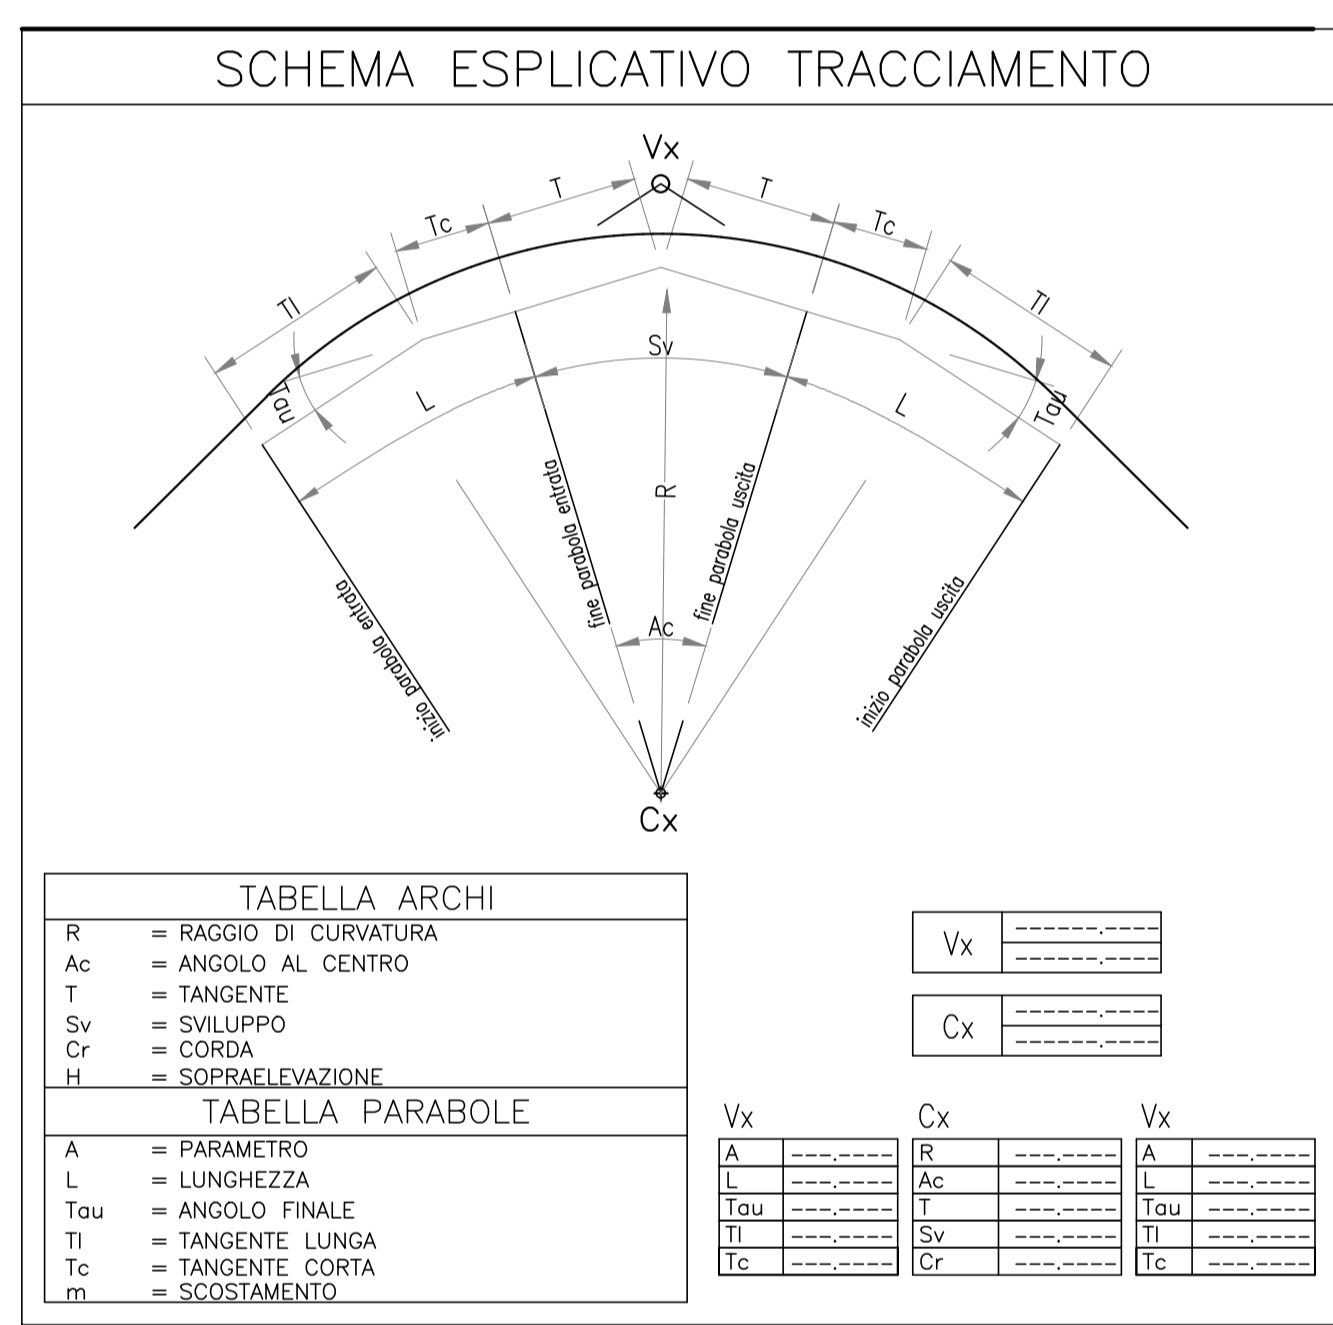 SCHEMA ESPLICATIVO TRACCIAMENTO
Vx
T
T
Tc
Tc
Tl
Tl
Sv
Tau
L
L
Tau
R
fine parabola entrata
fine parabola uscita
inizio parabola entrata
inizio parabola uscita
Ac
Cx
TABELLA ARCHI
R = RAGGIO DI CURVATURA
Ac = ANGOLO AL CENTRO
T = TANGENTE
Sv = SVILUPPO
Cr = CORDA
H = SOPRAELEVAZIONE
TABELLA PARABOLE
A = PARAMETRO
L = LUNGHEZZA
Tau = ANGOLO FINALE
Tl = TANGENTE LUNGA
Tc = TANGENTE CORTA
m = SCOSTAMENTO
Vx ------.----
------.----
Cx ------.----
------.----
Vx Cx Vx
A ---.---- R ---.---- A ---.----
L ---.---- Ac ---.---- L ---.----
Tau ---.---- T ---.---- Tau ---.----
Tl ---.---- Sv ---.---- Tl ---.----
Tc ---.---- Cr ---.---- Tc ---.----